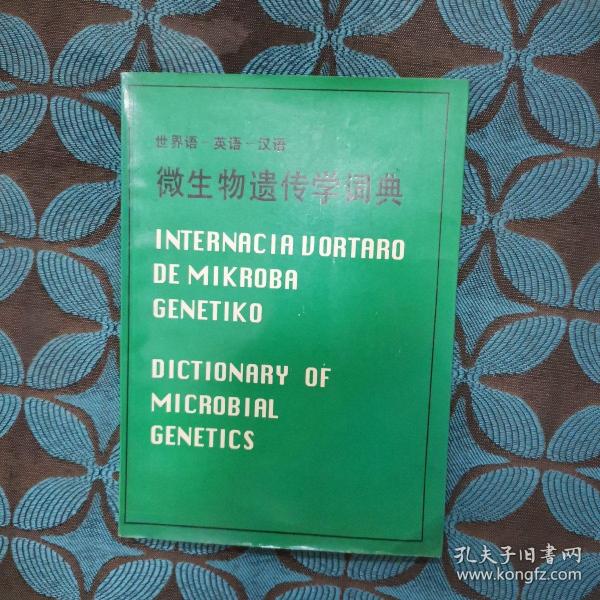 世界语-英语-汉语
微生物遗传学词典
INTERNACIA VORTARO
DE MIKROBA
GENETIKO
DICTIONARY OF
MICROBIAL
GENETICS
孔夫子旧書网
www.kongfz.com